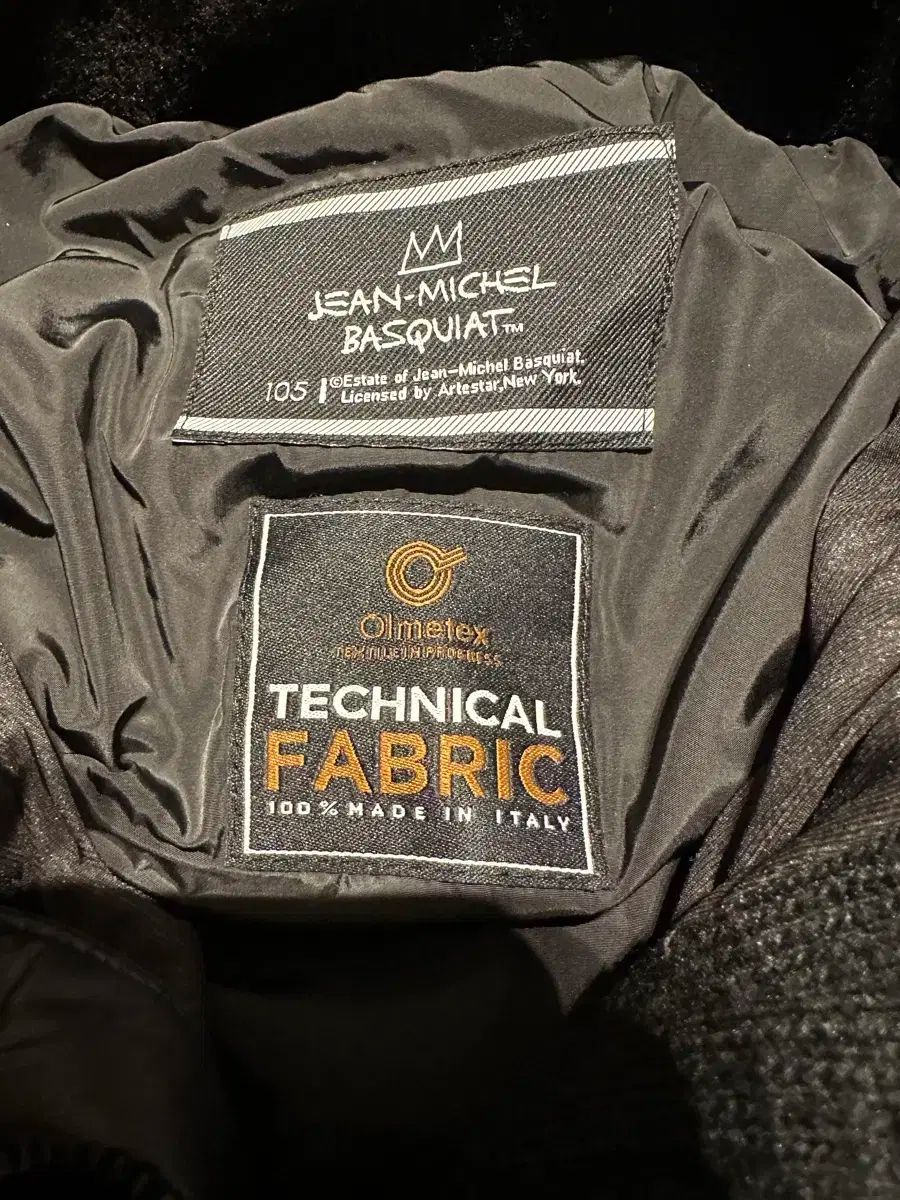 JEAN-MICHEL
BASQUIAT™
105
©Estate of Jean-Michel Basquiat.
Licensed by Artestar, New York.
Olmetex
TEXTILE IN PROGRESS
TECHNICAL
FABRIC
100% MADE IN ITALY